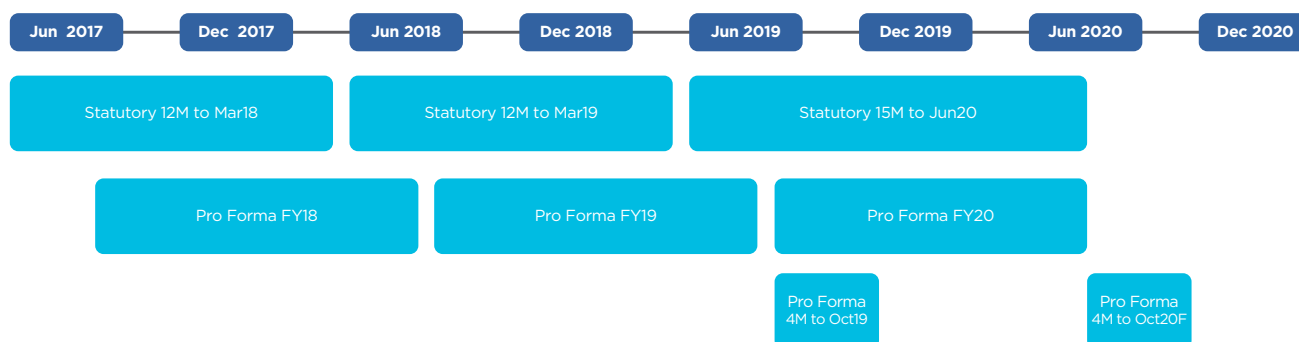 Jun 2017
Dec 2017
Jun 2018
Dec 2018
Jun 2019
Dec 2019
Jun 2020
Dec 2020
Statutory 12M to Mar18
Statutory 12M to Mar19
Statutory 15M to Jun20
Pro Forma FY18
Pro Forma FY19
Pro Forma FY20
Pro Forma
4M to Oct19
Pro Forma
4M to Oct20F